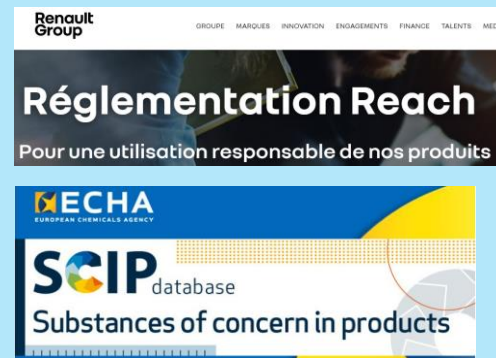 Renault
Group
GROUPE MARQUES INNOVATION ENGAGEMENTS FINANCE TALENTS MED
Réglementation Reach
Pour une utilisation responsable de nos produits
ECHA
EUROPEAN CHEMICALS AGENCY
SCIP database
Substances of concern in products